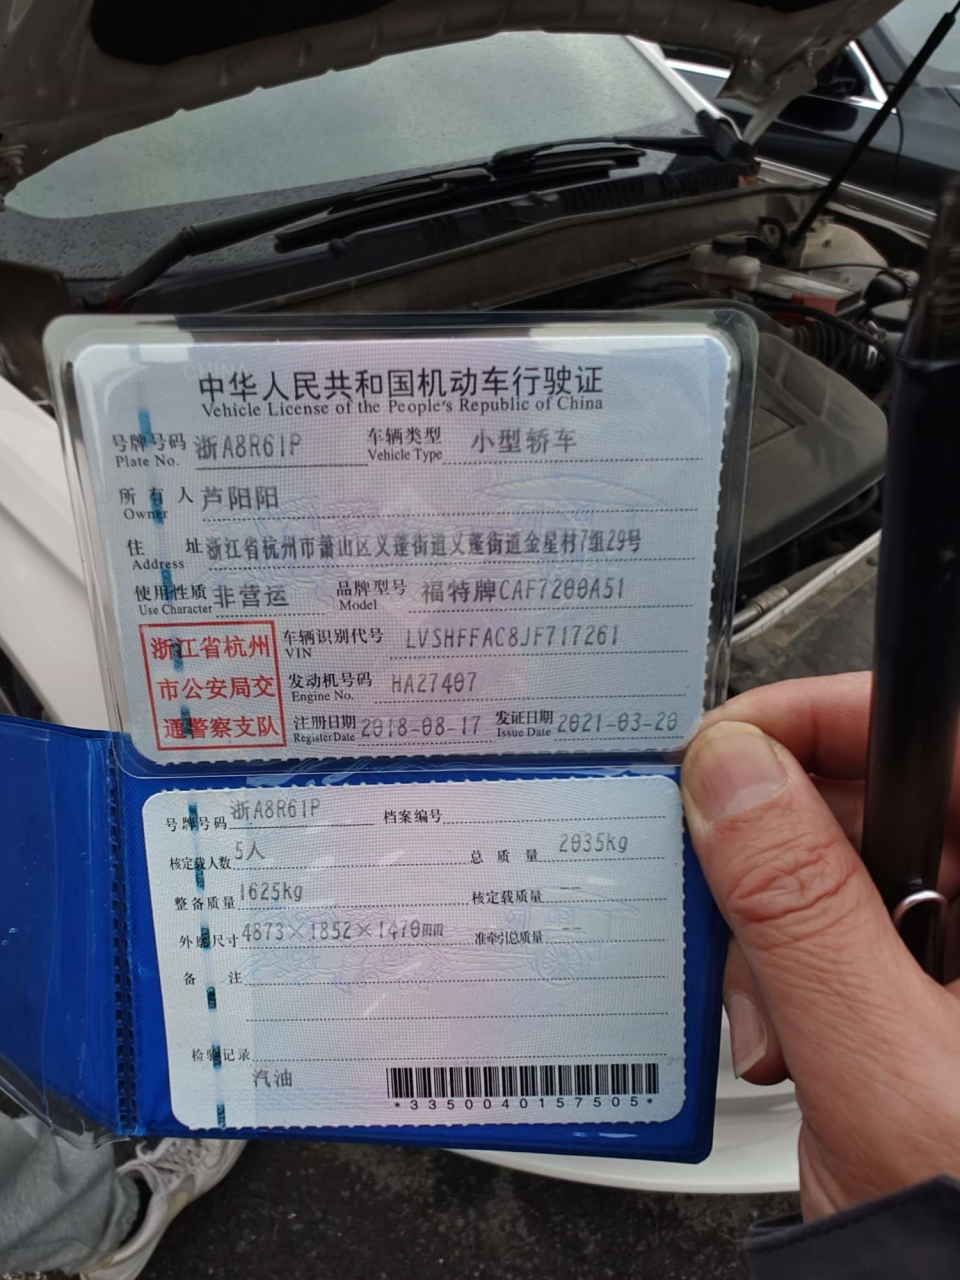 中华人民共和国机动车行驶证
Vehicle License of the People's Republic of China
号牌号码 浙A8R61P 车辆类型 小型轿车
Plate No. Vehicle Type
所有人 芦阳阳
Owner
住址 浙江省杭州市萧山区义蓬街道义蓬街道金星村7组29号
Address
使用性质 非营运 品牌型号 福特牌CAF7200A51
Use Character Model
浙江省杭州
市公安局交
通警察支队
车辆识别代号 LVSHFFAC8JF717261
VIN
发动机号码 HA27407
Engine No.
注册日期 2018-08-17 发证日期 2021-03-20
Register Date Issue Date
号牌号码 浙A8R61P 档案编号
核定载人数 5人 总质量 2035kg
整备质量 1625kg 核定载质量 --
外廓尺寸 4873×1852×1470mm 准牵引总质量 --
备注
检验记录
汽油
*3350040157505*